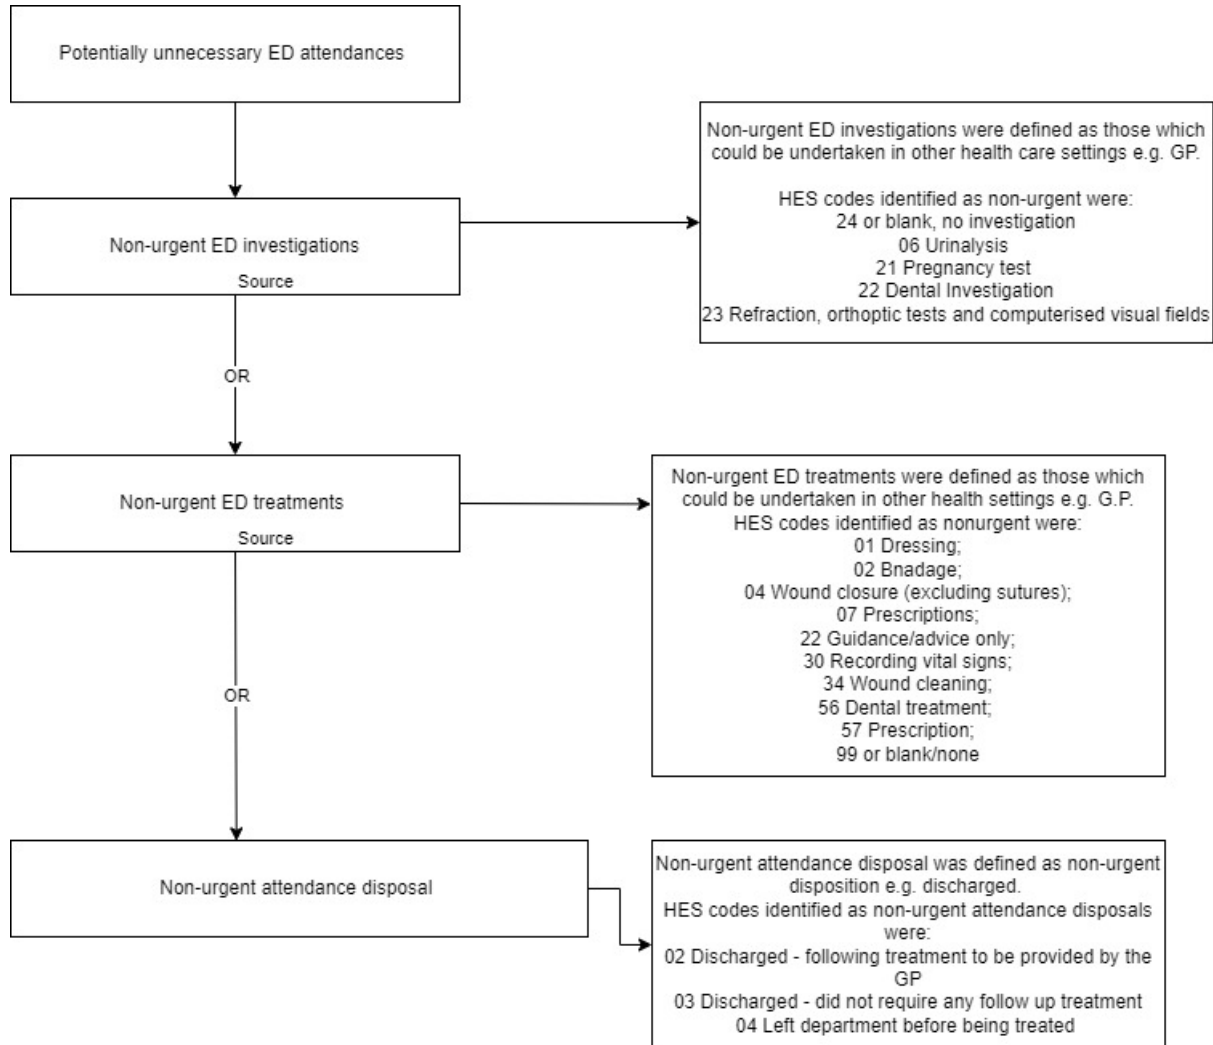 Potentially unnecessary ED attendances
Non-urgent ED investigations were defined as those which
could be undertaken in other health care settings e.g. GP.
HES codes identified as non-urgent were:
24 or blank, no investigation
06 Urinalysis
21 Pregnancy test
22 Dental Investigation
23 Refraction, orthoptic tests and computerised visual fields
Non-urgent ED investigations
Source
OR
Non-urgent ED treatments
Source
Non-urgent ED treatments were defined as those which
could be undertaken in other health settings e.g. G.P.
HES codes identified as nonurgent were:
01 Dressing;
02 Bnadage;
04 Wound closure (excluding sutures);
07 Prescriptions;
22 Guidance/advice only;
30 Recording vital signs;
34 Wound cleaning;
56 Dental treatment;
57 Prescription;
99 or blank/none
OR
Non-urgent attendance disposal
Non-urgent attendance disposal was defined as non-urgent
disposition e.g. discharged.
HES codes identified as non-urgent attendance disposals
were:
02 Discharged - following treatment to be provided by the
GP
03 Discharged - did not require any follow up treatment
04 Left department before being treated